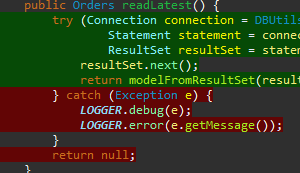 public Orders readLatest() {
try (Connection connection = DBUtils
Statement statement = connec
ResultSet resultSet = statem
resultSet.next();
return modelFromResultSet(result
} catch (Exception e) {
LOGGER.debug(e);
LOGGER.error(e.getMessage());
}
return null;
}